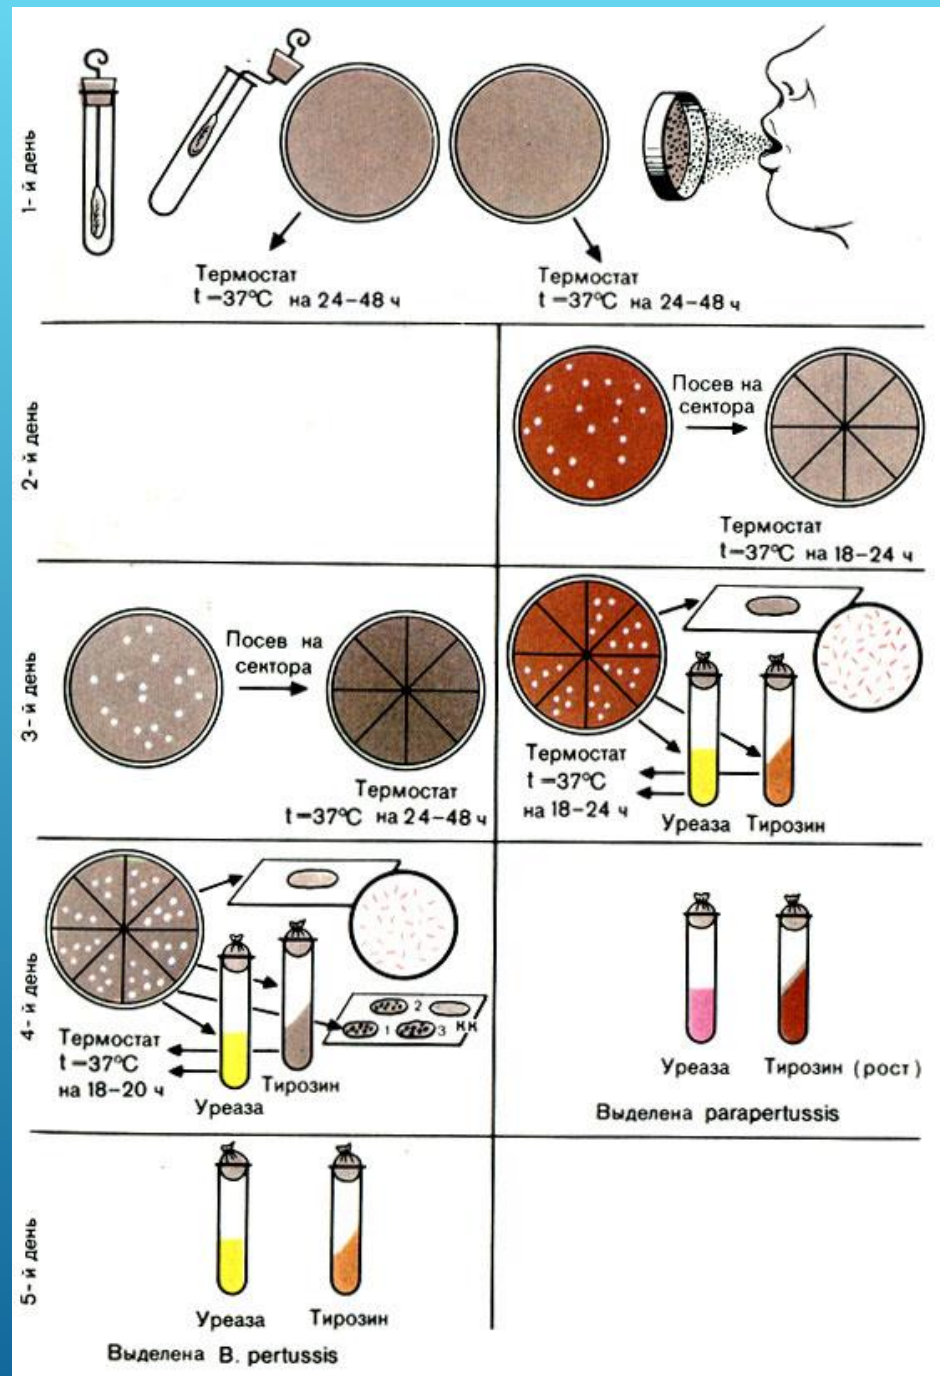 1-й день
Термостат
t=37°C на 24-48 ч
Термостат
t=37°C на 24-48 ч
2-й день
Посев на
сектора
Термостат
t=37°C на 18-24 ч
3-й день
Посев на
сектора
Термостат
t=37°C на 24-48 ч
Термостат
t=37°C
на 18-24 ч
Уреаза Тирозин
4-й день
2
1 3 КК
Термостат
t=37°C
на 18-20 ч
Тирозин
Уреаза
Уреаза Тирозин (рост)
Выделена parapertussis
5-й день
Уреаза Тирозин
Выделена B. pertussis